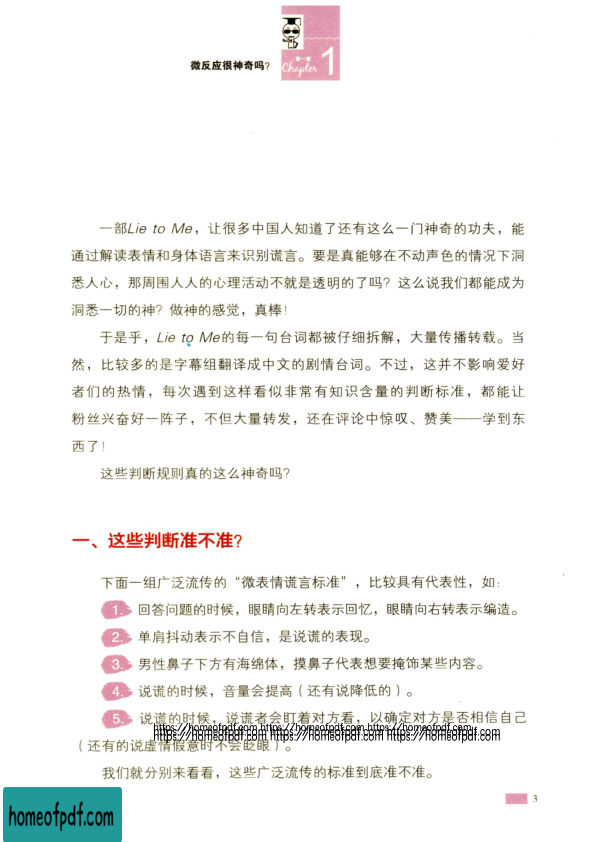 微反应很神奇吗?
第一章
Chapter 1
一部Lie to Me，让很多中国人知道了还有这么一门神奇的功夫，能
通过解读表情和身体语言来识别谎言。要是真能够在不动声色的情况下洞
悉人心，那周围人人的心理活动不就是透明的了吗？这么说我们都能成为
洞悉一切的神？做神的感觉，真棒！
于是乎，Lie to Me的每一句台词都被仔细拆解，大量传播转载。当
然，比较多的是字幕组翻译成中文的剧情台词。不过，这并不影响爱好
者们的热情，每次遇到这样看似非常有知识含量的判断标准，都能让
粉丝兴奋好一阵子，不但大量转发，还在评论中惊叹、赞美——学到东
西了！
这些判断规则真的这么神奇吗？
一、这些判断准不准？
下面一组广泛流传的“微表情谎言标准”，比较具有代表性，如：
1. 回答问题的时候，眼睛向左转表示回忆，眼睛向右转表示编造。
2. 单肩抖动表示不自信，是说谎的表现。
3. 男性鼻子下方有海绵体，摸鼻子代表想要掩饰某些内容。
4. 说谎的时候，音量会提高（还有说降低的）。
5. 说谎的时候，说谎者会盯着对方看，以确定对方是否相信自己
https://homeofpdf.com https://homeofpdf.com https://homeofpdf.com
https://homeofpdf.com https://homeofpdf.com https://homeofpdf.com
（还有的说虚情假意时不会眨眼）。
我们就分别来看看，这些广泛流传的标准到底准不准。
3
homeofpdf.com